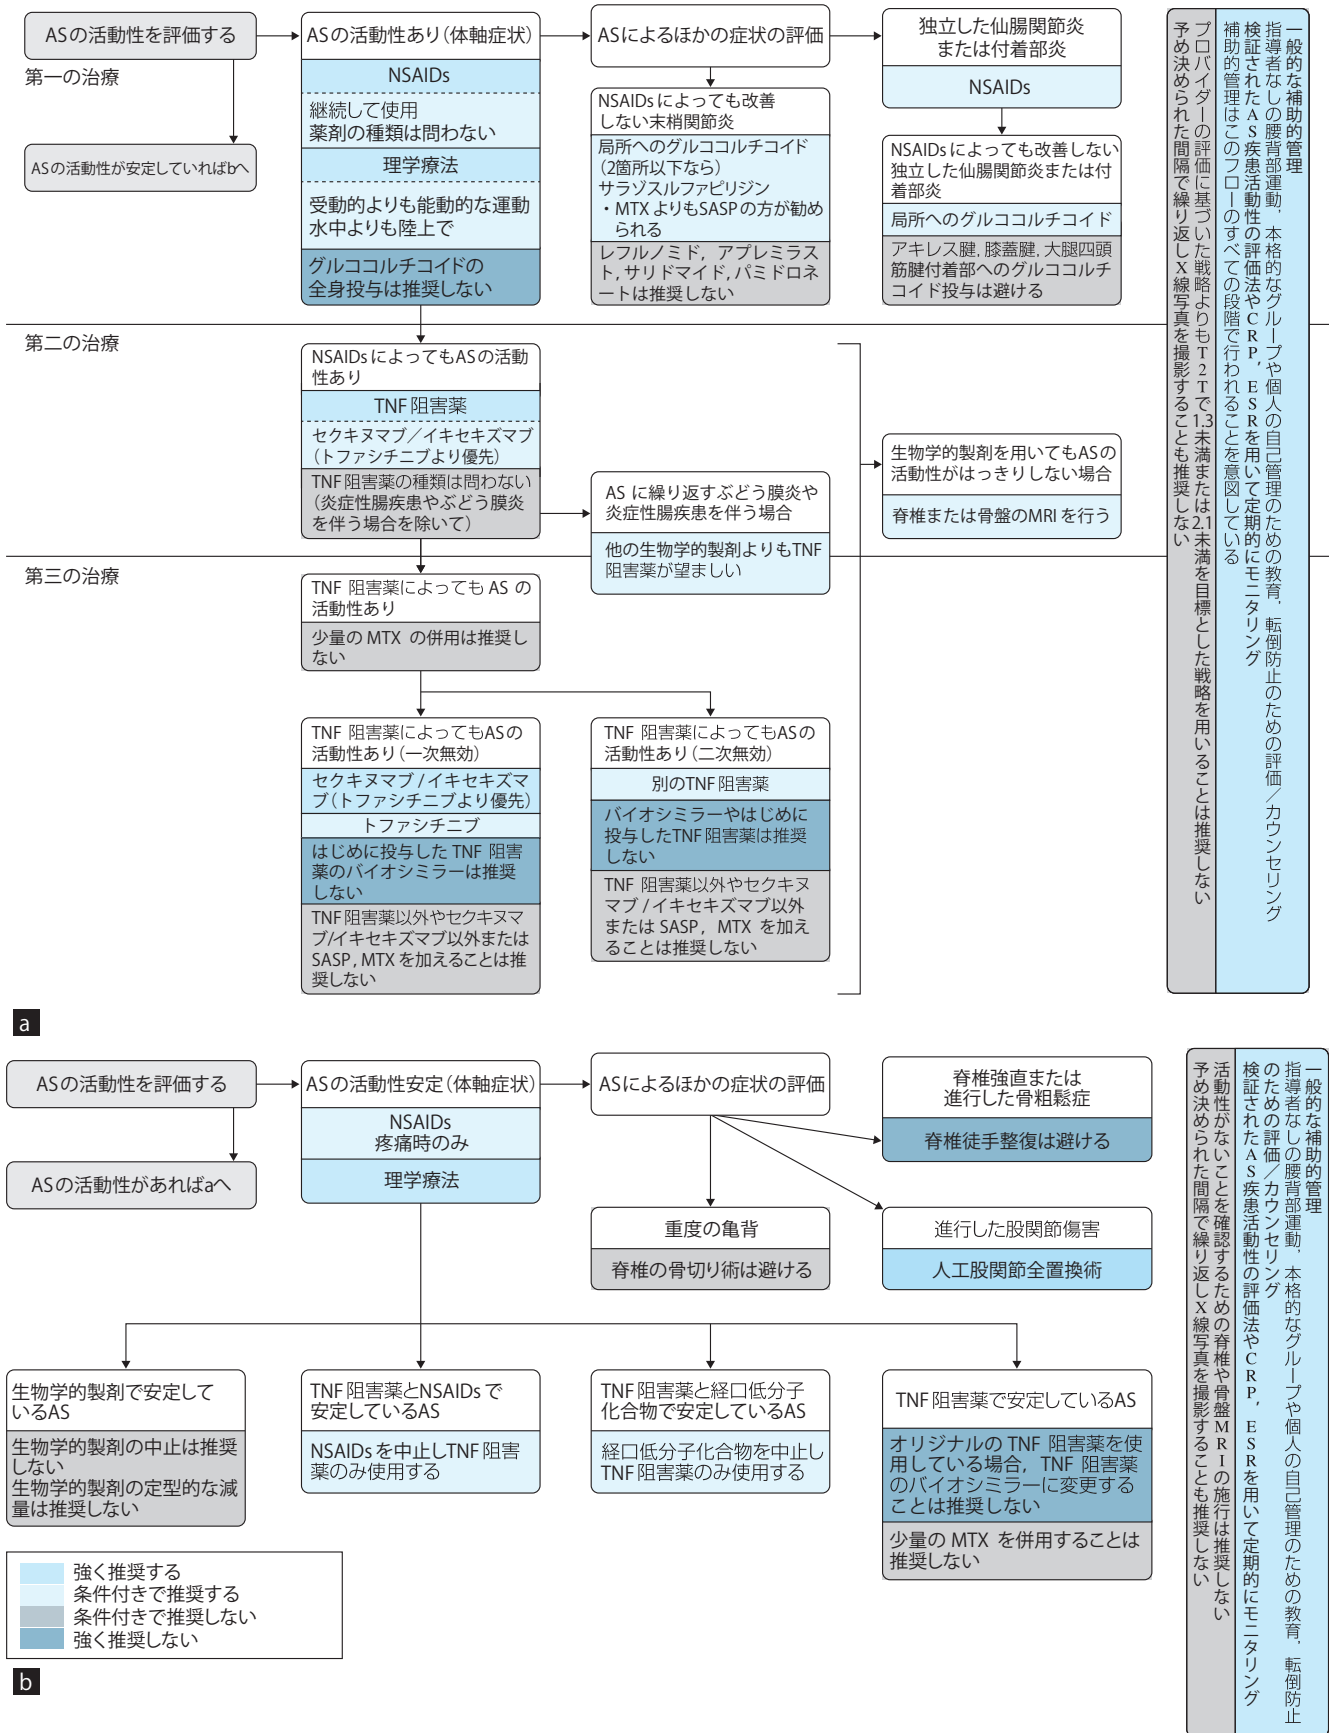 ASの活動性を評価する
第一の治療
ASの活動性が安定していればbへ
ASの活動性あり(体軸症状)
NSAIDs
継続して使用
薬剤の種類は問わない
理学療法
受動的よりも能動的な運動
水中よりも陸上で
グルココルチコイドの
全身投与は推奨しない
ASによるほかの症状の評価
NSAIDsによっても改善
しない末梢関節炎
局所へのグルココルチコイド
(2箇所以下なら)
サラゾスルファピリジン
・MTXよりもSASPの方が勧め
られる
レフルノミド，アプレミラス
ト,サリドマイド,パミドロネ
ートは推奨しない
独立した仙腸関節炎
または付着部炎
NSAIDs
NSAIDsによっても改善しない
独立した仙腸関節炎または付
着部炎
局所へのグルココルチコイド
アキレス腱,膝蓋腱,大腿四頭
筋腱付着部へのグルココルチ
コイド投与は避ける
第二の治療
NSAIDsによってもASの活動
性あり
TNF阻害薬
セクキヌマブ／イキセキズマブ
(トファシチニブより優先)
TNF阻害薬の種類は問わない
(炎症性腸疾患やぶどう膜炎
を伴う場合を除いて)
ASに繰り返すぶどう膜炎や
炎症性腸疾患を伴う場合
他の生物学的製剤よりもTNF
阻害薬が望ましい
生物学的製剤を用いてもASの
活動性がはっきりしない場合
脊椎または骨盤のMRIを行う
第三の治療
TNF 阻害薬によっても AS の
活動性あり
少量の MTX の併用は推奨し
ない
TNF 阻害薬によってもASの
活動性あり(一次無効)
セクキヌマブ/イキセキズマ
ブ(トファシチニブより優先)
トファシチニブ
はじめに投与した TNF 阻害
薬のバイオシミラーは推奨
しない
TNF阻害薬以外やセクキヌマ
ブ/イキセキズマブ以外または
SASP,MTXを加えることは推
奨しない
TNF 阻害薬によってもASの
活動性あり(二次無効)
別のTNF阻害薬
バイオシミラーやはじめに
投与したTNF阻害薬は推奨
しない
TNF 阻害薬以外やセクキヌ
マブ/イキセキズマブ以外
または SASP，MTX を加え
ることは推奨しない
一般的な補助的管理
指導者なしの腰背部運動，本格的なグループや個人の自己管理のための教育，転倒防止のための評価／カウンセリング
検証されたAS疾患活動性の評価法やCRP，ESRを用いて定期的にモニタリング
補助的管理はこのフローのすべての段階で行われることを意図している
プロバイダーの評価に基づいた戦略よりもT2Tで1.3未満または2.1未満を目標とした戦略を用いることは推奨しない
予め決められた間隔で繰り返しX線写真を撮影することも推奨しない
a
ASの活動性を評価する
ASの活動性があればaへ
ASの活動性安定(体軸症状)
NSAIDs
疼痛時のみ
理学療法
ASによるほかの症状の評価
脊椎強直または
進行した骨粗鬆症
脊椎徒手整復は避ける
重度の亀背
脊椎の骨切り術は避ける
進行した股関節傷害
人工股関節全置換術
生物学的製剤で安定して
いるAS
生物学的製剤の中止は推奨
しない
生物学的製剤の定型的な減
量は推奨しない
TNF阻害薬とNSAIDsで
安定しているAS
NSAIDsを中止しTNF阻害
薬のみ使用する
TNF阻害薬と経口低分子
化合物で安定しているAS
経口低分子化合物を中止し
TNF阻害薬のみ使用する
TNF阻害薬で安定しているAS
オリジナルの TNF 阻害薬を使
用している場合，TNF 阻害薬
のバイオシミラーに変更する
ことは推奨しない
少量の MTX を併用することは
推奨しない
一般的な補助的管理
指導者なしの腰背部運動，本格的なグループや個人の自己管理のための教育，転倒防止
のための評価／カウンセリング
検証されたAS疾患活動性の評価法やCRP，ESRを用いて定期的にモニタリング
活動性がないことを確認するための脊椎や骨盤MRIの施行は推奨しない
予め決められた間隔で繰り返しX線写真を撮影することも推奨しない
強く推奨する
条件付きで推奨する
条件付きで推奨しない
強く推奨しない
b